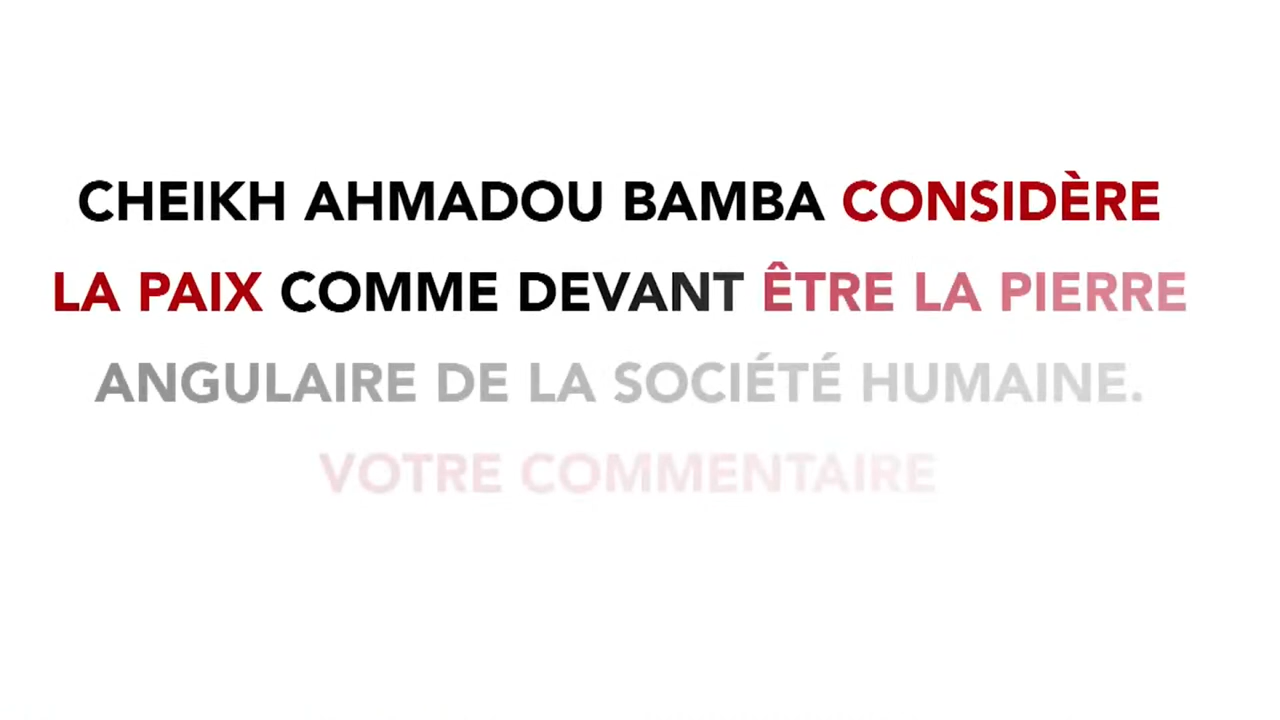 CHEIKH AHMADOU BAMBA CONSIDÈRE
LA PAIX COMME DEVANT ÊTRE LA PIERRE
ANGULAIRE DE LA SOCIÉTÉ HUMAINE.
VOTRE COMMENTAIRE